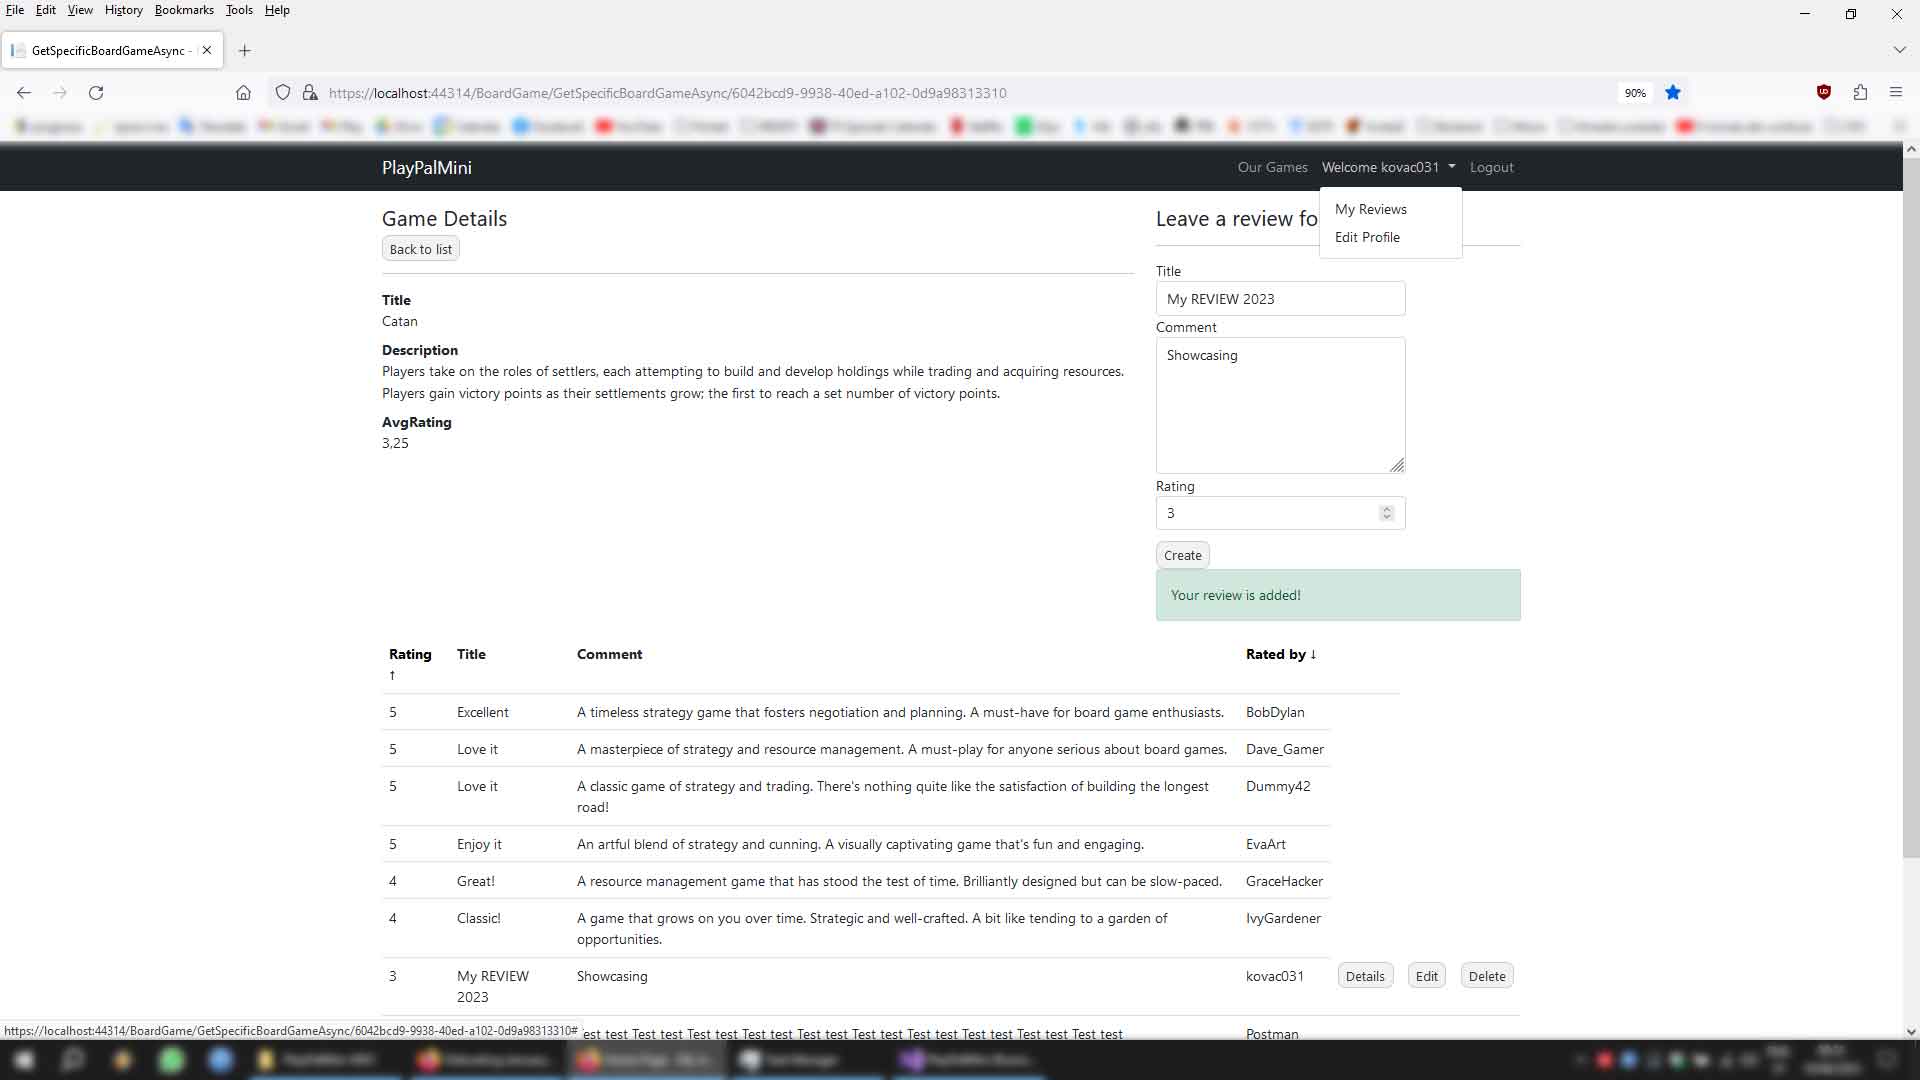 File Edit View History Bookmarks Tools Help
GetSpecificBoardGameAsync -
https://localhost:44314/BoardGame/GetSpecificBoardGameAsync/6042bcd9-9938-40ed-a102-0d9a98313310
90%
PlayPalMini
Our Games Welcome kovac031 Logout
My Reviews
Edit Profile
Game Details
Back to list
Title
Catan
Description
Players take on the roles of settlers, each attempting to build and develop holdings while trading and acquiring resources.
Players gain victory points as their settlements grow; the first to reach a set number of victory points.
AvgRating
3,25
Leave a review fo
Title
My REVIEW 2023
Comment
Showcasing
Rating
3
Create
Your review is added!
Rating ↑ Title Comment Rated by ↓
5 Excellent A timeless strategy game that fosters negotiation and planning. A must-have for board game enthusiasts. BobDylan
5 Love it A masterpiece of strategy and resource management. A must-play for anyone serious about board games. Dave_Gamer
5 Love it A classic game of strategy and trading. There's nothing quite like the satisfaction of building the longest Dummy42
road!
5 Enjoy it An artful blend of strategy and cunning. A visually captivating game that's fun and engaging. EvaArt
4 Great! A resource management game that has stood the test of time. Brilliantly designed but can be slow-paced. GraceHacker
4 Classic! A game that grows on you over time. Strategic and well-crafted. A bit like tending to a garden of IvyGardener
opportunities.
3 My REVIEW Showcasing kovac031 Details Edit Delete
2023
https://localhost:44314/BoardGame/GetSpecificBoardGameAsync/6042bcd9-9938-40ed-a102-0d9a98313310#
test Test test Test test Test test Test test Test test Test test Test test Test test Test test Postman